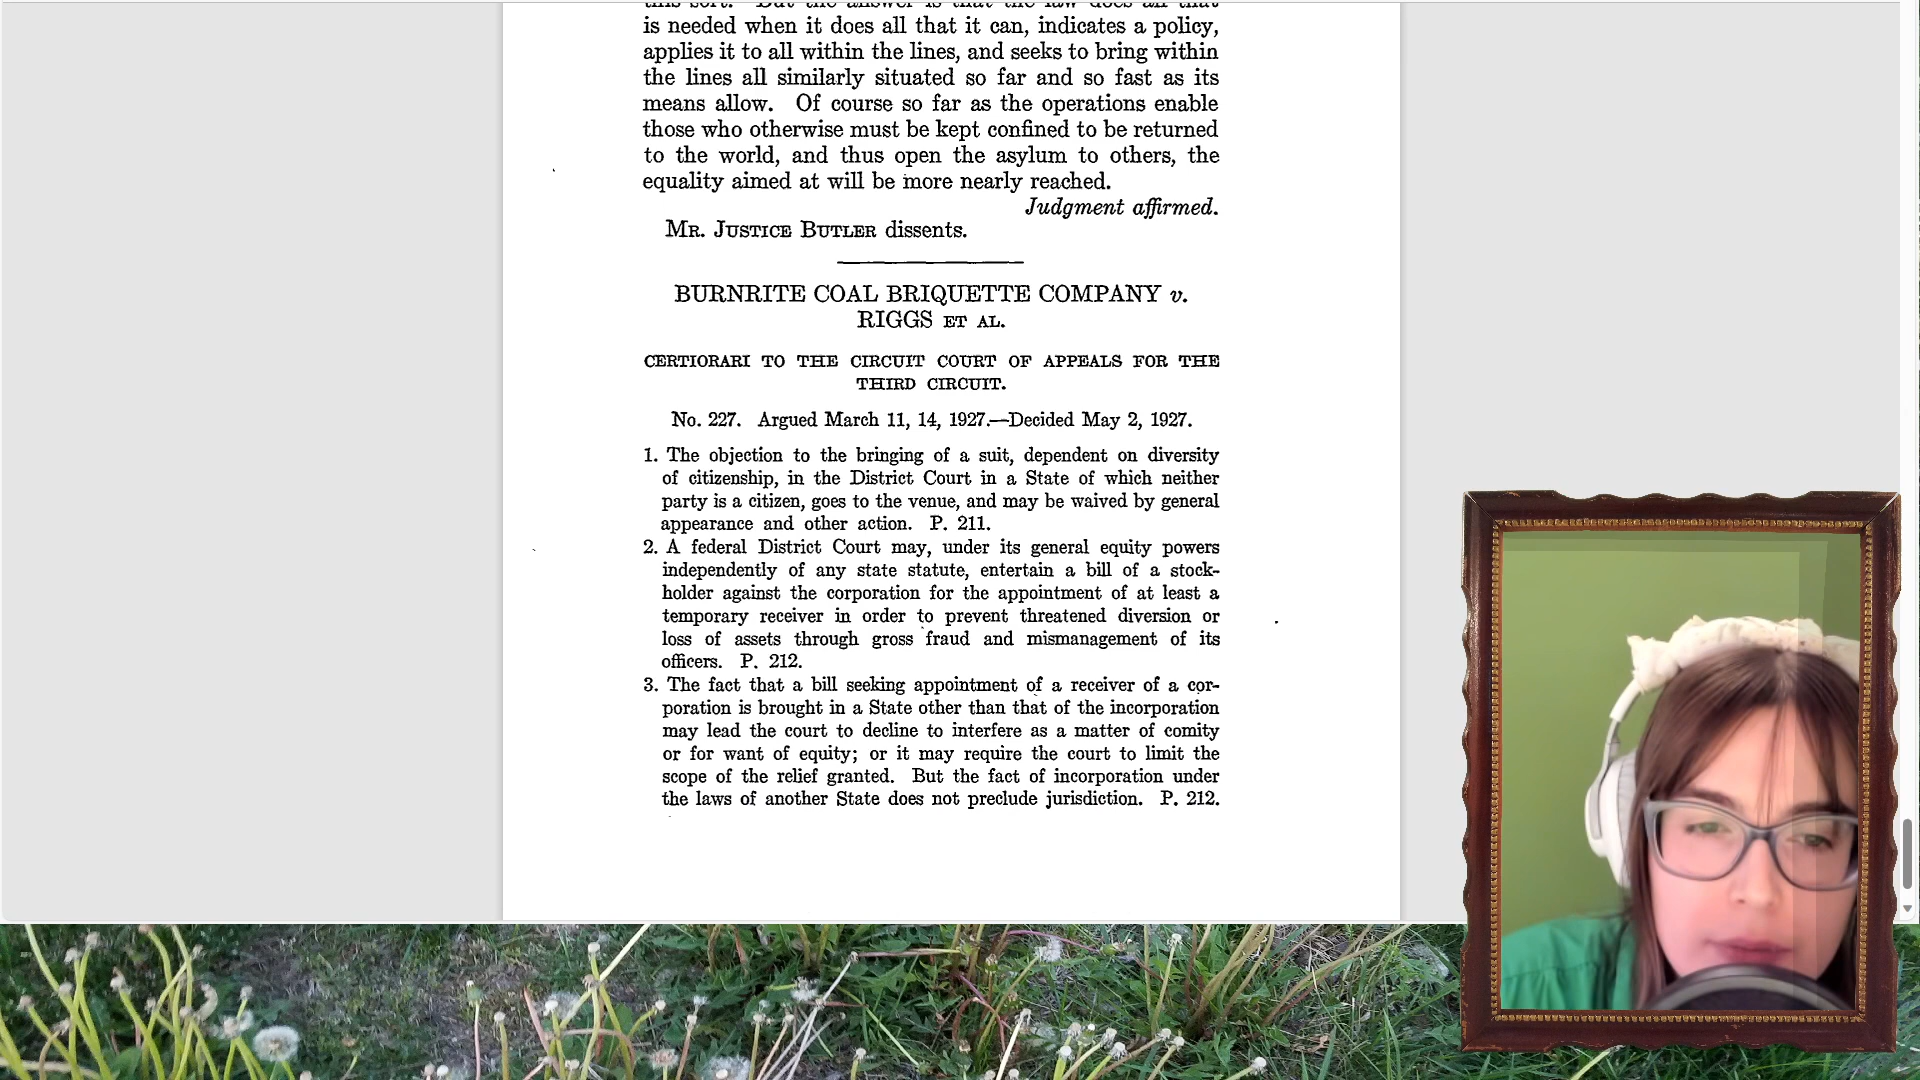 is needed when it does all that it can, indicates a policy,
applies it to all within the lines, and seeks to bring within
the lines all similarly situated so far and so fast as its
means allow. Of course so far as the operations enable
those who otherwise must be kept confined to be returned
to the world, and thus open the asylum to others, the
equality aimed at will be more nearly reached.
Judgment affirmed.
MR. JUSTICE BUTLER dissents.
BURNRITE COAL BRIQUETTE COMPANY v.
RIGGS ET AL.
CERTIORARI TO THE CIRCUIT COURT OF APPEALS FOR THE
THIRD CIRCUIT.
No. 227. Argued March 11, 14, 1927.—Decided May 2, 1927.
1. The objection to the bringing of a suit, dependent on diversity
of citizenship, in the District Court in a State of which neither
party is a citizen, goes to the venue, and may be waived by general
appearance and other action. P. 211.
2. A federal District Court may, under its general equity powers
independently of any state statute, entertain a bill of a stock-
holder against the corporation for the appointment of at least a
temporary receiver in order to prevent threatened diversion or
loss of assets through gross fraud and mismanagement of its
officers. P. 212.
3. The fact that a bill seeking appointment of a receiver of a cor-
poration is brought in a State other than that of the incorporation
may lead the court to decline to interfere as a matter of comity
or for want of equity; or it may require the court to limit the
scope of the relief granted. But the fact of incorporation under
the laws of another State does not preclude jurisdiction. P. 212.